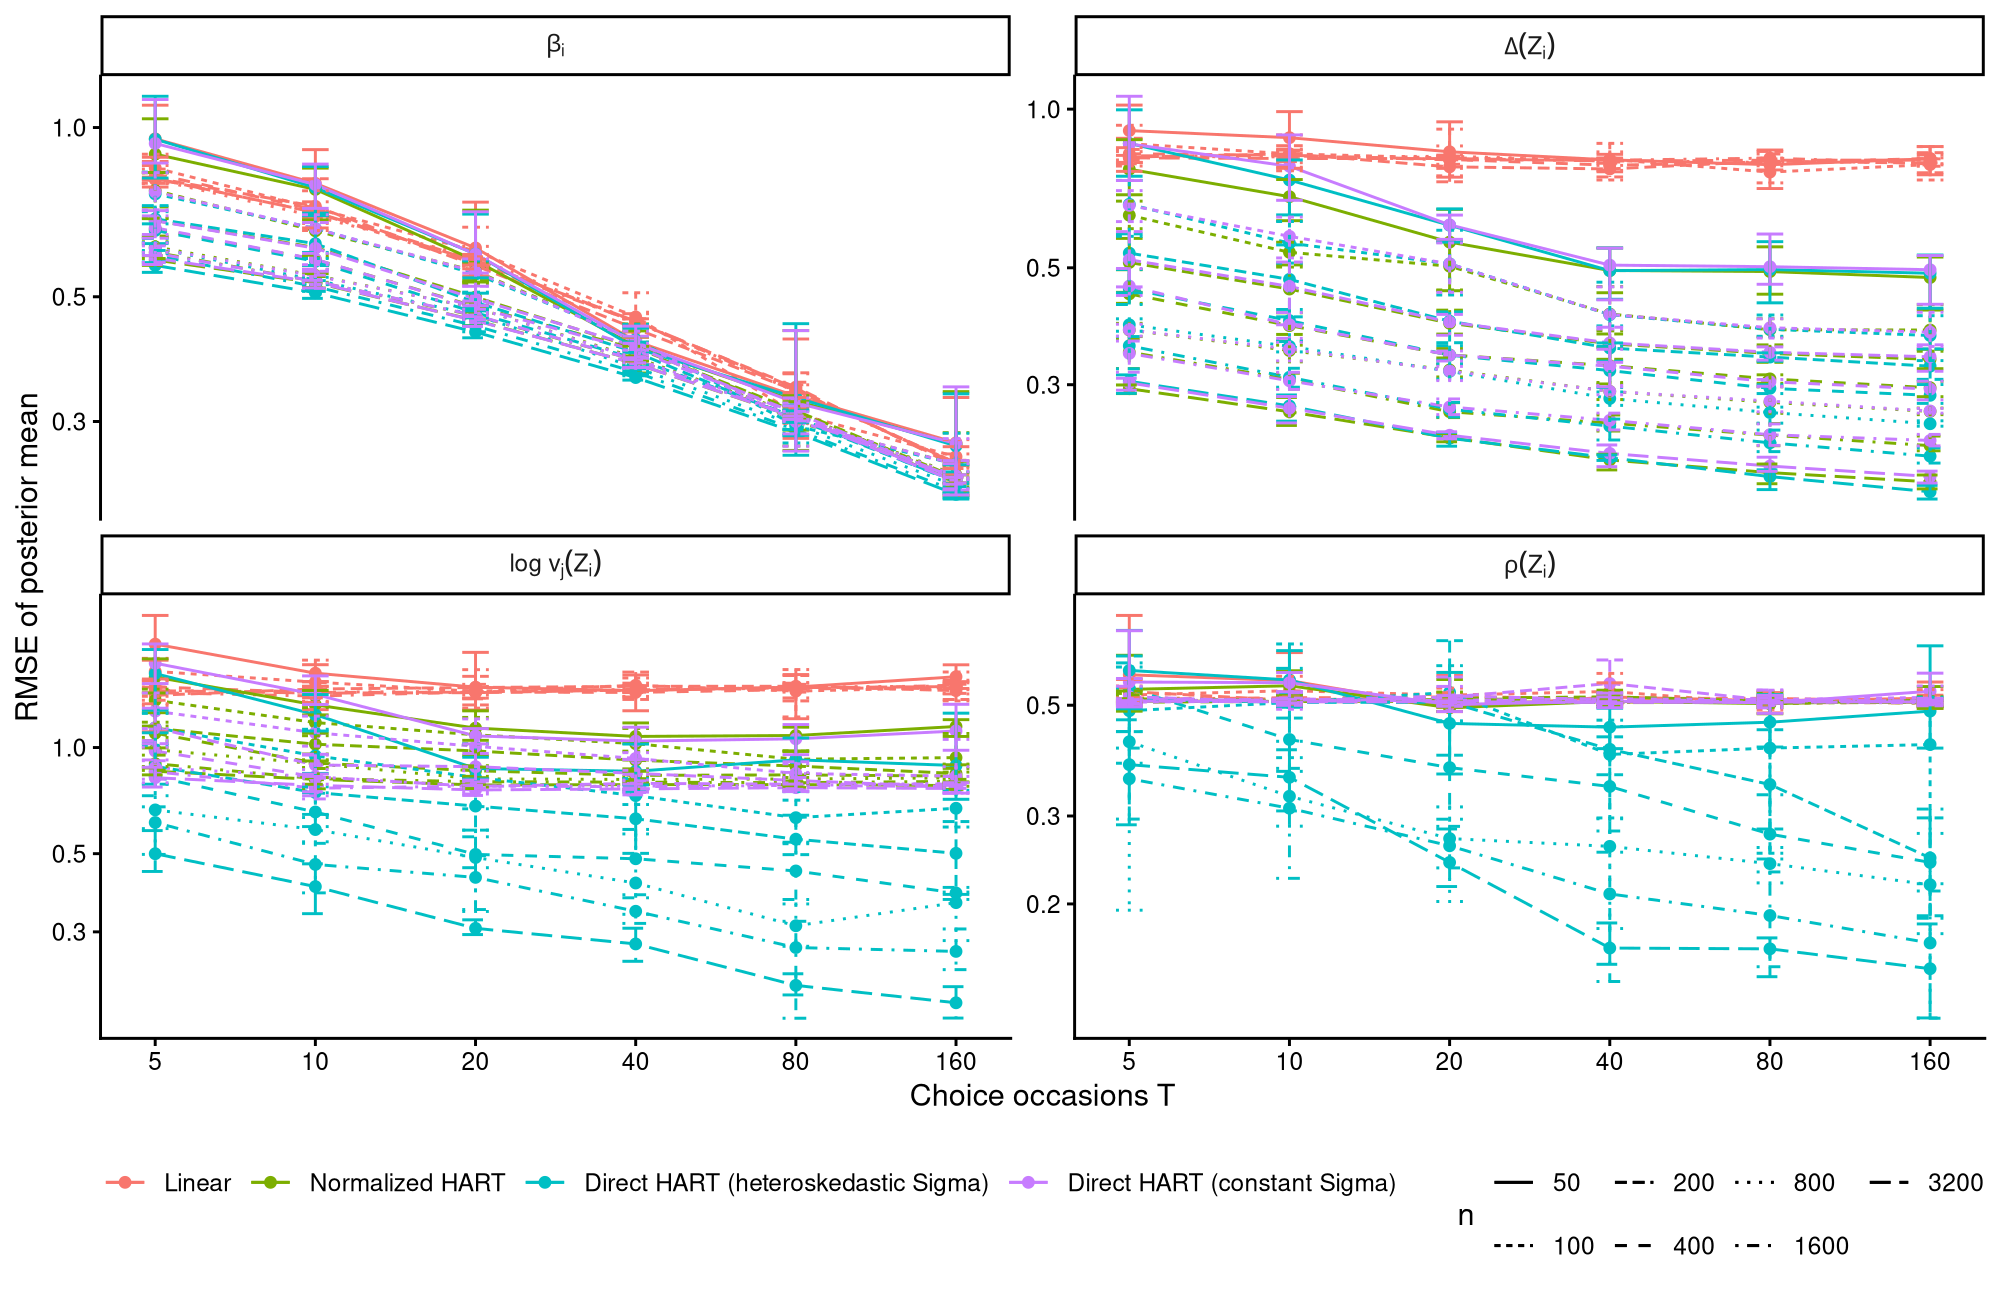 βi
Δ(Zi)
1.0
0.5
0.3
1.0
0.5
0.3
RMSE of posterior mean
log vj(Zi)
ρ(Zi)
1.0
0.5
0.3
0.5
0.3
0.2
5 10 20 40 80 160
5 10 20 40 80 160
Choice occasions T
Linear Normalized HART Direct HART (heteroskedastic Sigma) Direct HART (constant Sigma)
n
50 200 800 3200
100 400 1600